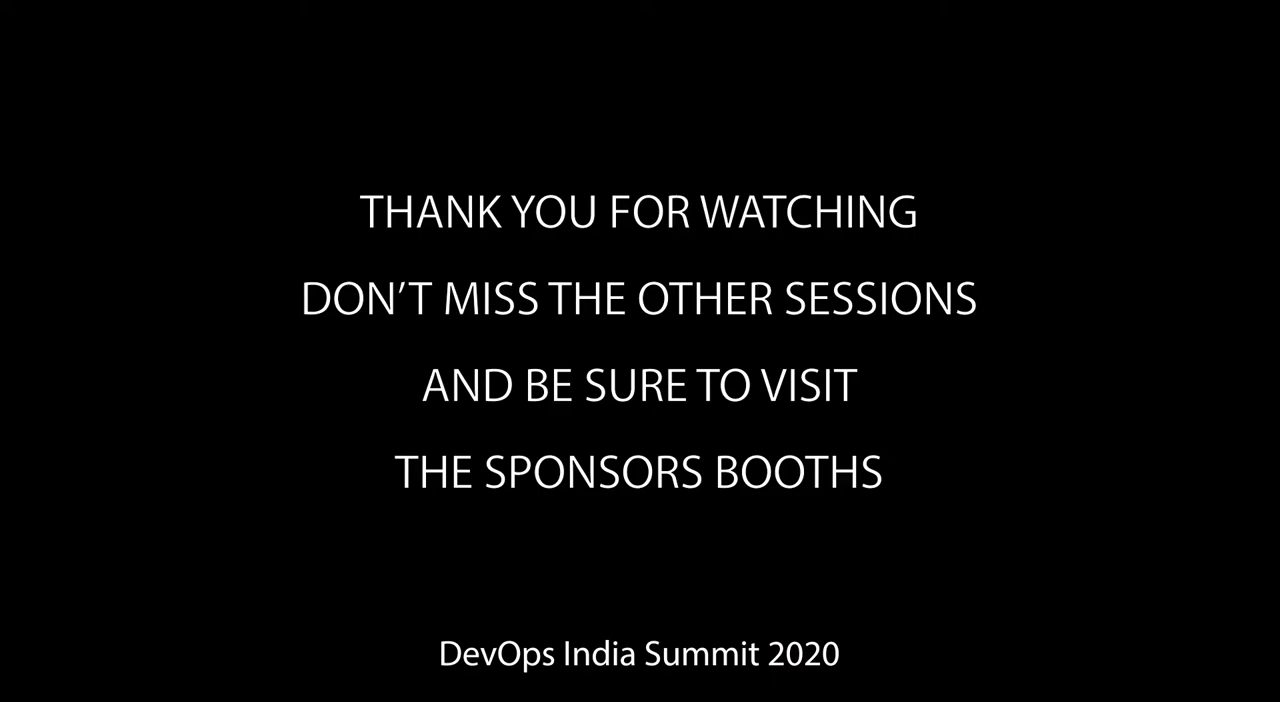 THANK YOU FOR WATCHING
DON’T MISS THE OTHER SESSIONS
AND BE SURE TO VISIT
THE SPONSORS BOOTHS
DevOps India Summit 2020